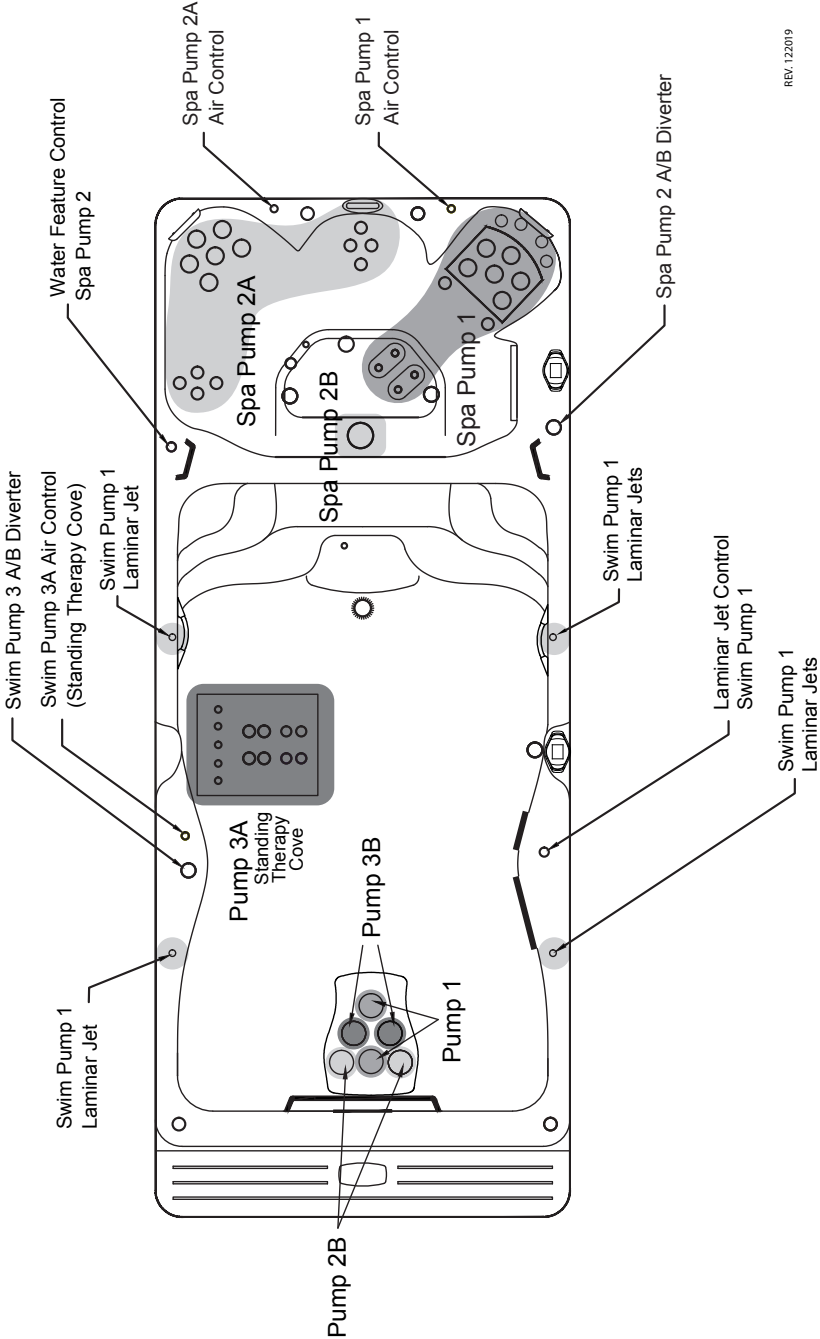 Water Feature Control
Spa Pump 2
Spa Pump 2A
Air Control
Spa Pump 1
Air Control
Spa Pump 2 A/B Diverter
Swim Pump 3 A/B Diverter
Swim Pump 3A Air Control
(Standing Therapy Cove)
Swim Pump 1
Laminar Jet
Swim Pump 1
Laminar Jet
Spa Pump 2A
Spa Pump 2B
Spa Pump 1
Pump 3A
Standing
Therapy
Cove
Pump 3B
Pump 1
Pump 2B
Swim Pump 1
Laminar Jets
Laminar Jet Control
Swim Pump 1
Swim Pump 1
Laminar Jets
REV. 122019